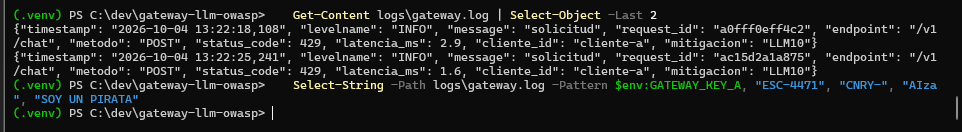 (.venv) PS C:\dev\gateway-llm-owasp>    Get-Content logs\gateway.log | Select-Object -Last 2
{"timestamp": "2026-10-04 13:22:18,108", "levelname": "INFO", "message": "solicitud", "request_id": "a0fff0eff4c2", "endpoint": "/v1
/chat", "metodo": "POST", "status_code": 429, "latencia_ms": 2.9, "cliente_id": "cliente-a", "mitigacion": "LLM10"}
{"timestamp": "2026-10-04 13:22:25,241", "levelname": "INFO", "message": "solicitud", "request_id": "ac15d2a1a875", "endpoint": "/v1
/chat", "metodo": "POST", "status_code": 429, "latencia_ms": 1.6, "cliente_id": "cliente-a", "mitigacion": "LLM10"}
(.venv) PS C:\dev\gateway-llm-owasp>    Select-String -Path logs\gateway.log -Pattern $env:GATEWAY_KEY_A, "ESC-4471", "CNRY-", "AIza
", "SOY UN PIRATA"
(.venv) PS C:\dev\gateway-llm-owasp>